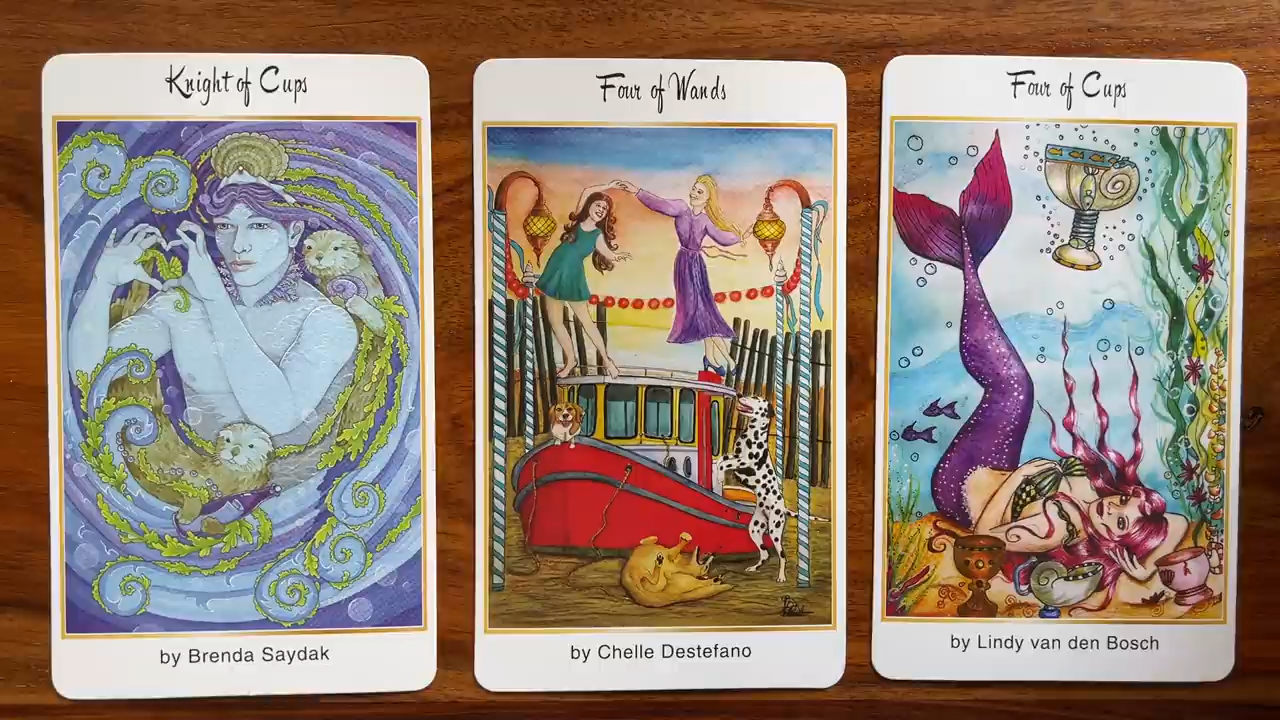 Knight of Cups
by Brenda Saydak
Four of Wands
by Chelle Destefano
Four of Cups
by Lindy van den Bosch